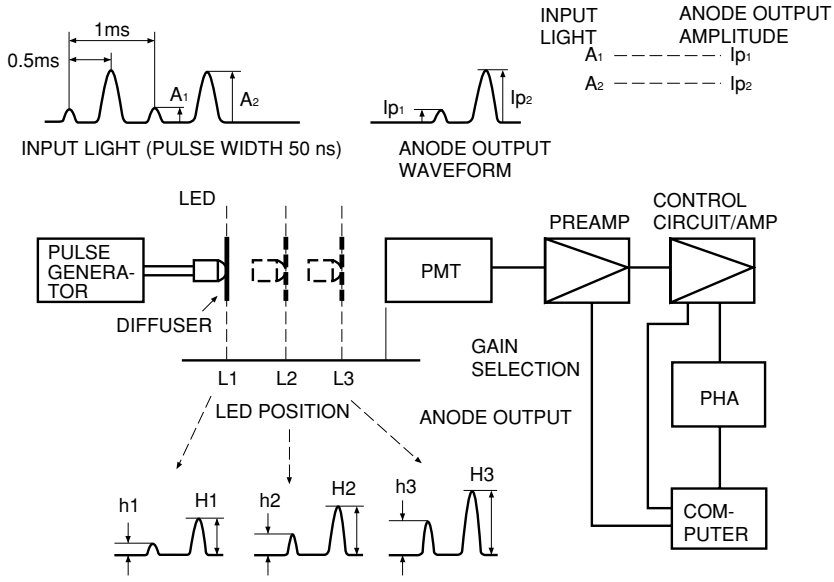 1ms
0.5ms
A1
A2
INPUT LIGHT (PULSE WIDTH 50 ns)
Ip1
Ip2
ANODE OUTPUT
WAVEFORM
INPUT
LIGHT
ANODE OUTPUT
AMPLITUDE
A1 Ip1
A2 Ip2
LED
PULSE
GENERA-
TOR
DIFFUSER
PMT
PREAMP
CONTROL
CIRCUIT/AMP
L1 L2 L3
LED POSITION
GAIN
SELECTION
ANODE OUTPUT
PHA
COM-
PUTER
h1 H1
h2 H2
h3 H3